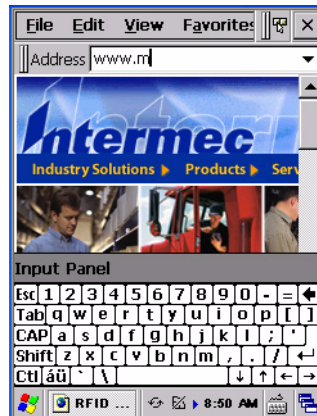 File Edit View Favorites
Address www.m
Intermec
Industry Solutions Products Serv
Input Panel
Esc 1 2 3 4 5 6 7 8 9 0 - =
Tab q w e r t y u i o p [ ]
CAP a s d f g h j k l ; '
Shift z x c v b n m , . /
Ctl áü ` \
RFID ... 8:50 AM